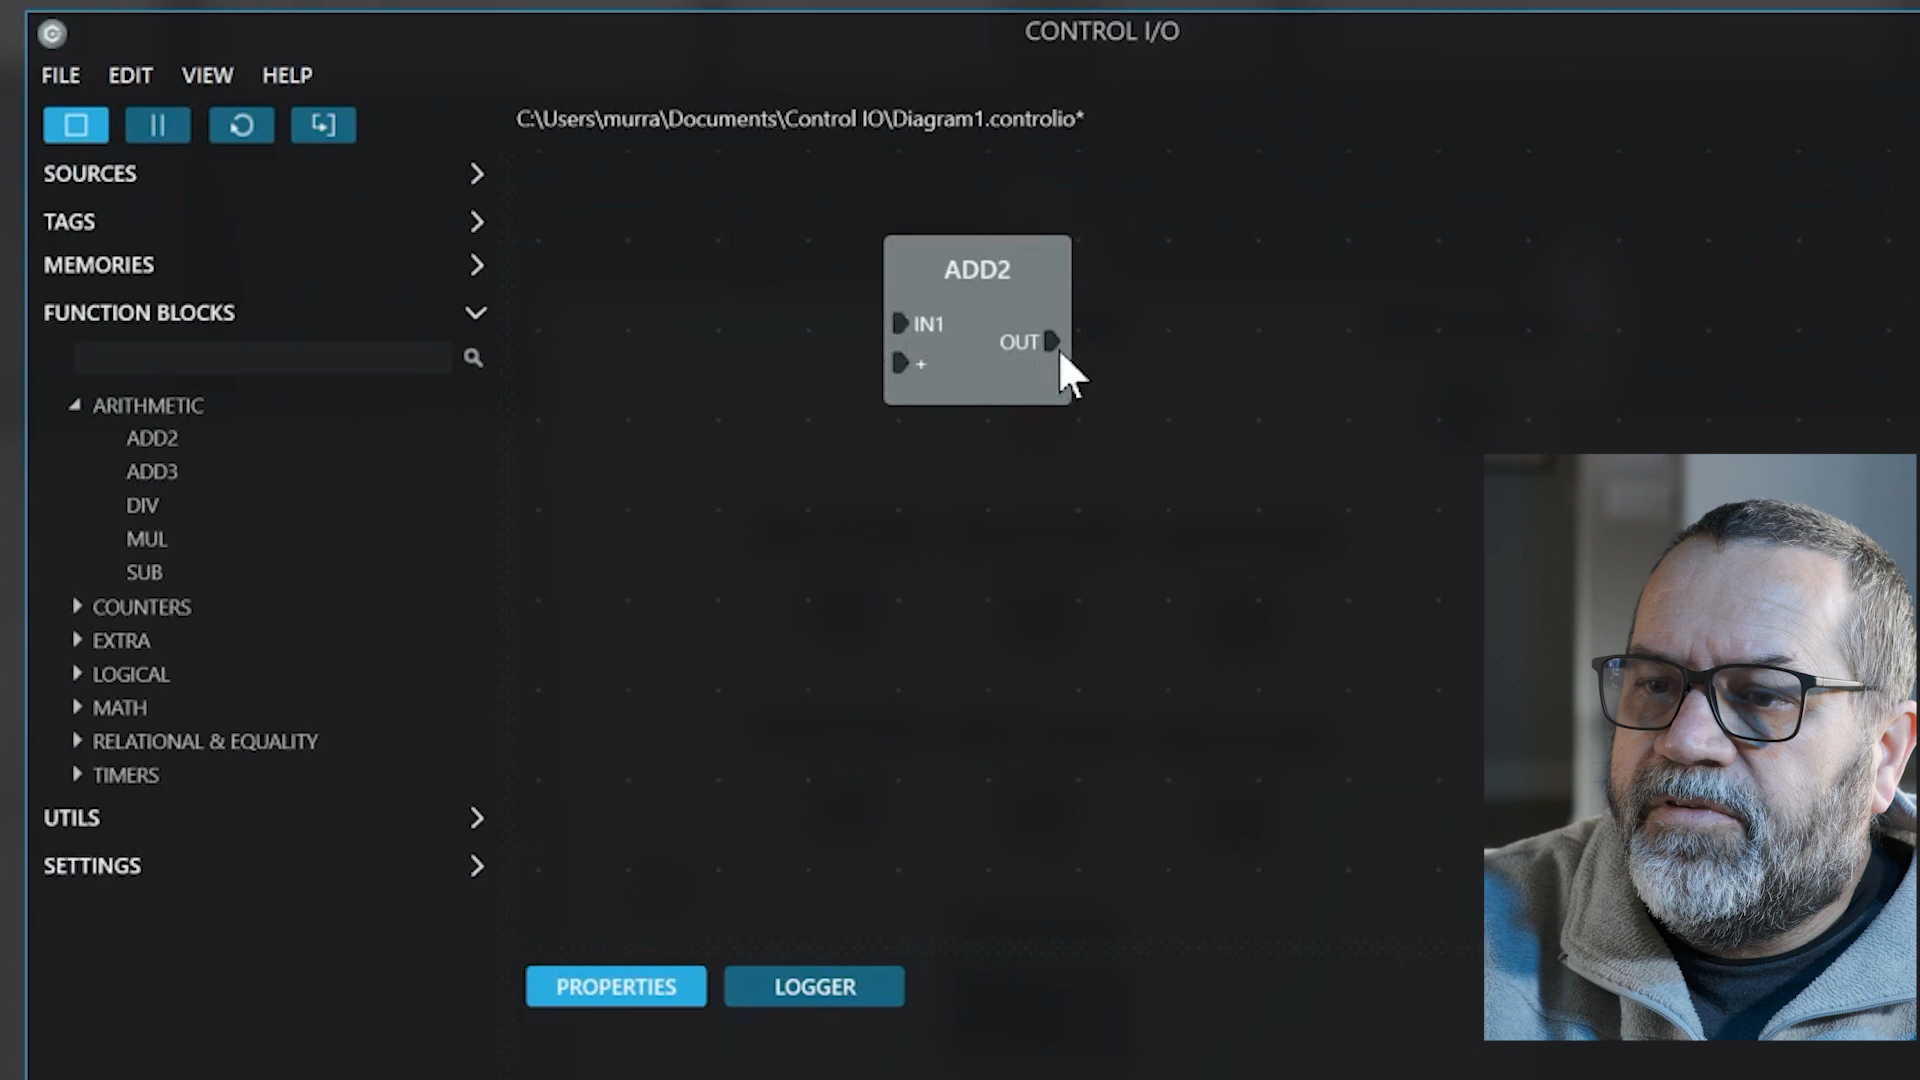 CONTROL I/O
FILE EDIT VIEW HELP
C:\Users\murra\Documents\Control IO\Diagram1.controlio*
SOURCES
TAGS
MEMORIES
FUNCTION BLOCKS
ARITHMETIC
ADD2
ADD3
DIV
MUL
SUB
COUNTERS
EXTRA
LOGICAL
MATH
RELATIONAL & EQUALITY
TIMERS
UTILS
SETTINGS
ADD2
IN1
OUT
+
PROPERTIES LOGGER